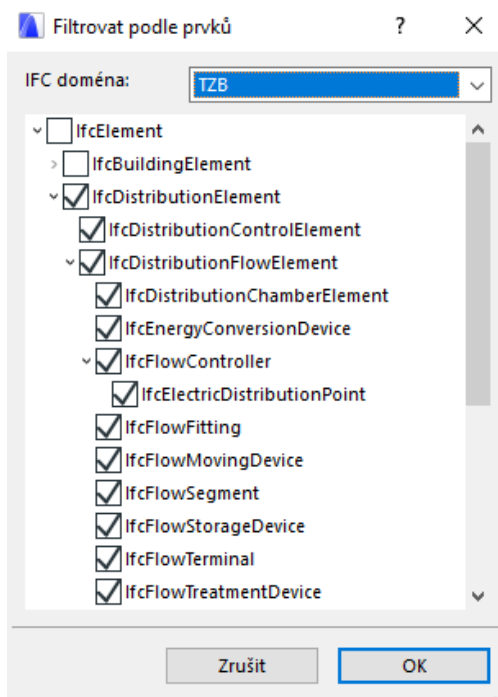 Filtrovat podle prvků ?
IFC doména: TZB
IfcElement
IfcBuildingElement
IfcDistributionElement
IfcDistributionControlElement
IfcDistributionFlowElement
IfcDistributionChamberElement
IfcEnergyConversionDevice
IfcFlowController
IfcElectricDistributionPoint
IfcFlowFitting
IfcFlowMovingDevice
IfcFlowSegment
IfcFlowStorageDevice
IfcFlowTerminal
IfcFlowTreatmentDevice
Zrušit OK